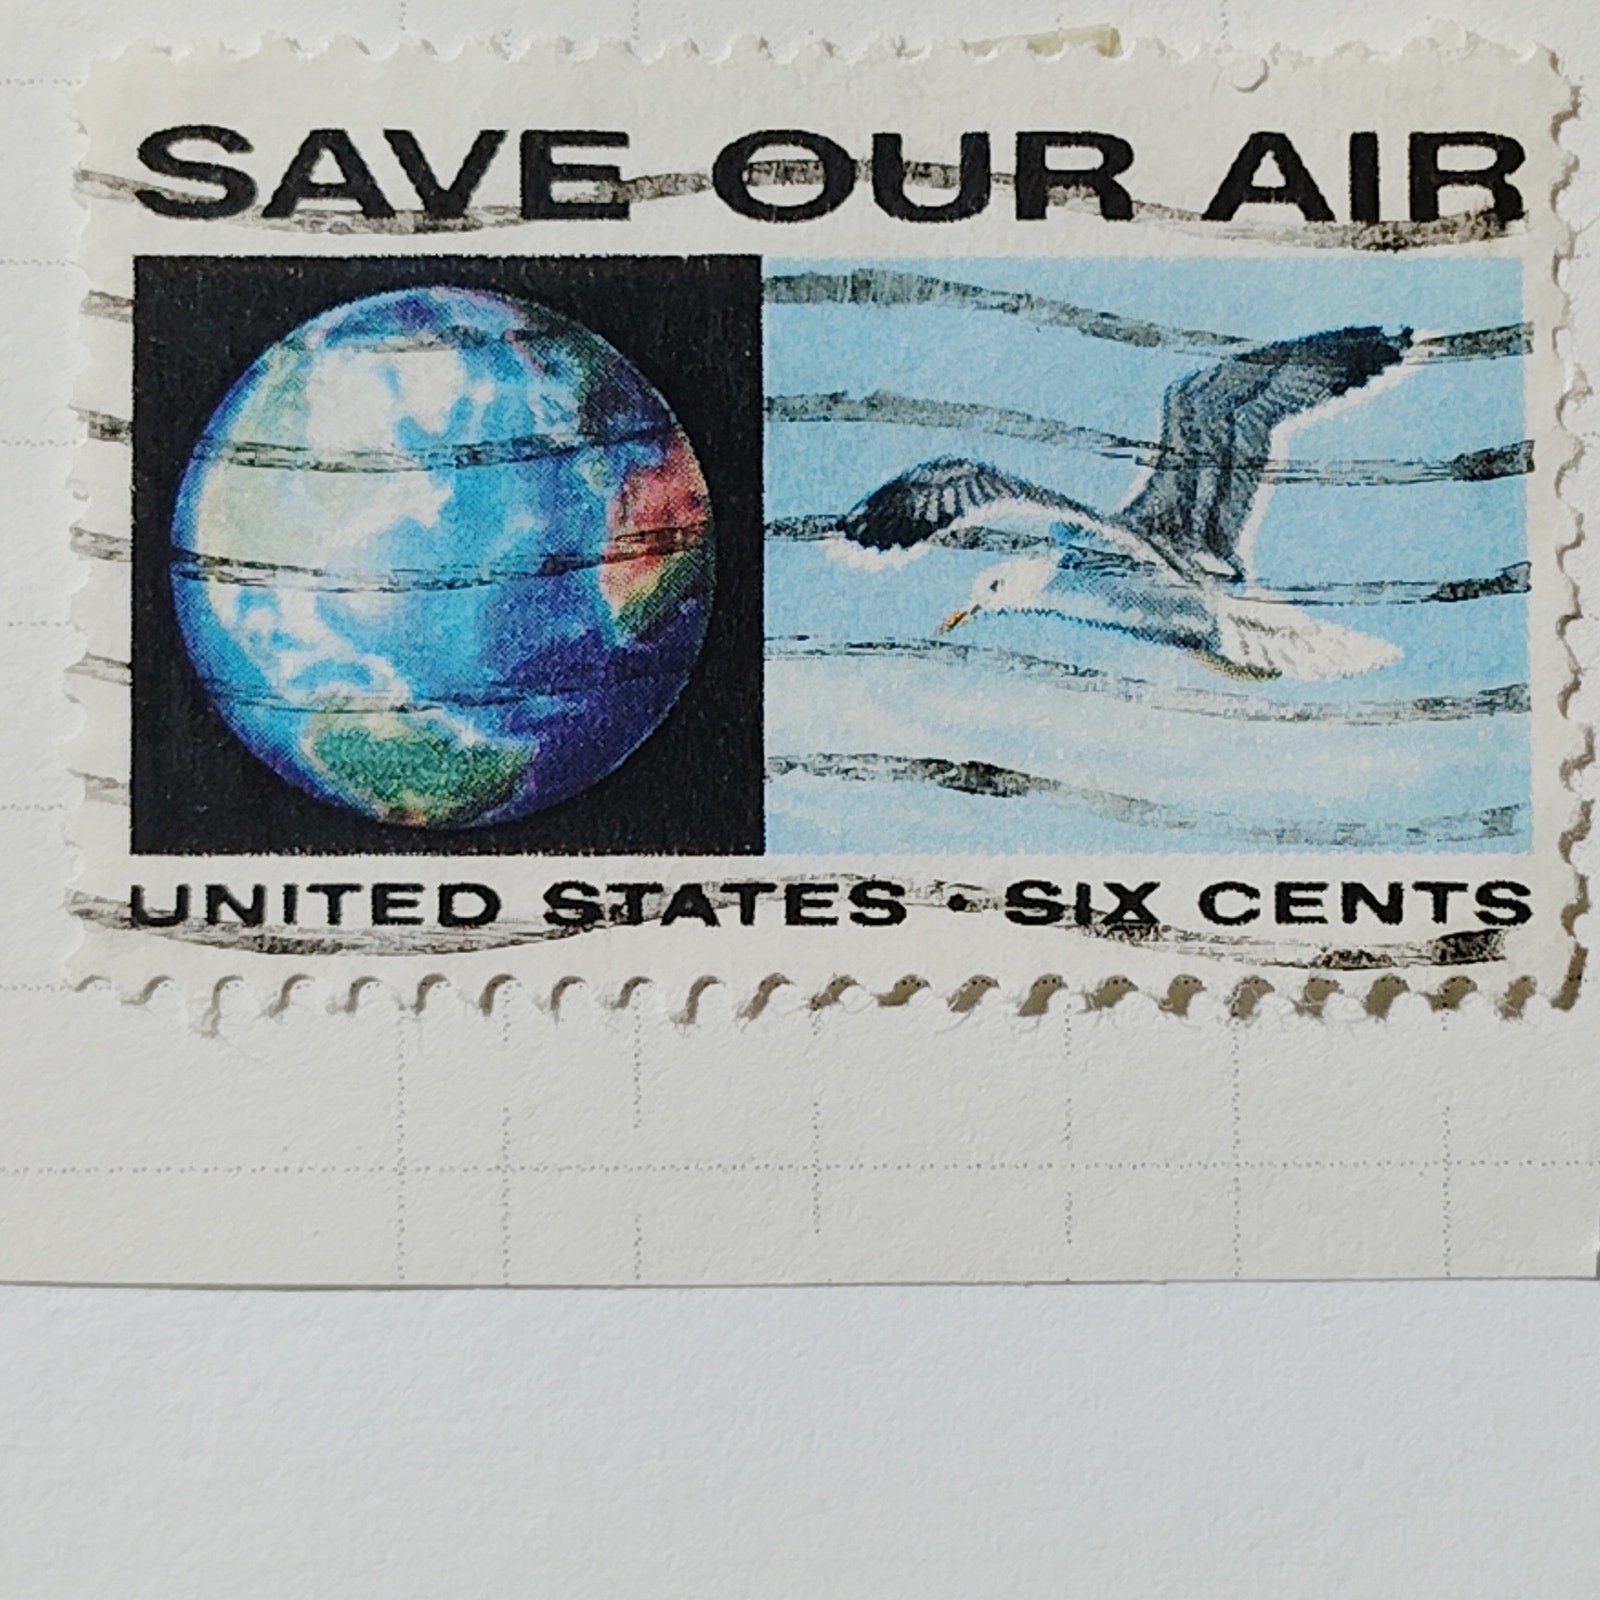 SAVE OUR AIR
UNITED STATES · SIX CENTS